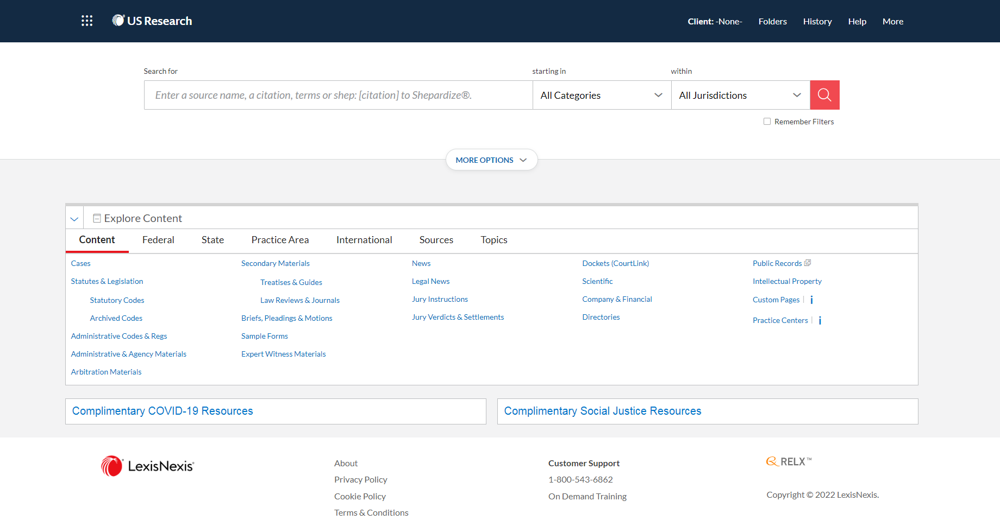 US Research
Client: -None- Folders History Help More
Search for starting in within
Enter a source name, a citation, terms or shep: [citation] to Shepardize®. All Categories All Jurisdictions
Remember Filters
MORE OPTIONS
Explore Content
Content Federal State Practice Area International Sources Topics
Cases
Statutes & Legislation
Statutory Codes
Archived Codes
Administrative Codes & Regs
Administrative & Agency Materials
Arbitration Materials
Secondary Materials
Treatises & Guides
Law Reviews & Journals
Briefs, Pleadings & Motions
Sample Forms
Expert Witness Materials
News
Legal News
Jury Instructions
Jury Verdicts & Settlements
Dockets (CourtLink)
Scientific
Company & Financial
Directories
Public Records
Intellectual Property
Custom Pages | i
Practice Centers | i
Complimentary COVID-19 Resources
Complimentary Social Justice Resources
LexisNexis®
About
Privacy Policy
Cookie Policy
Terms & Conditions
Customer Support
1-800-543-6862
On Demand Training
RELX™
Copyright © 2022 LexisNexis.